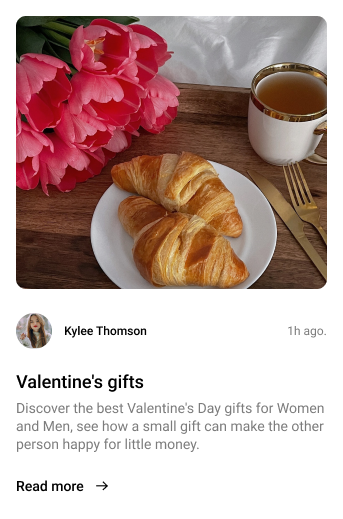 Kylee Thomson
1h ago.
Valentine's gifts
Discover the best Valentine's Day gifts for Women
and Men, see how a small gift can make the other
person happy for little money.
Read more →